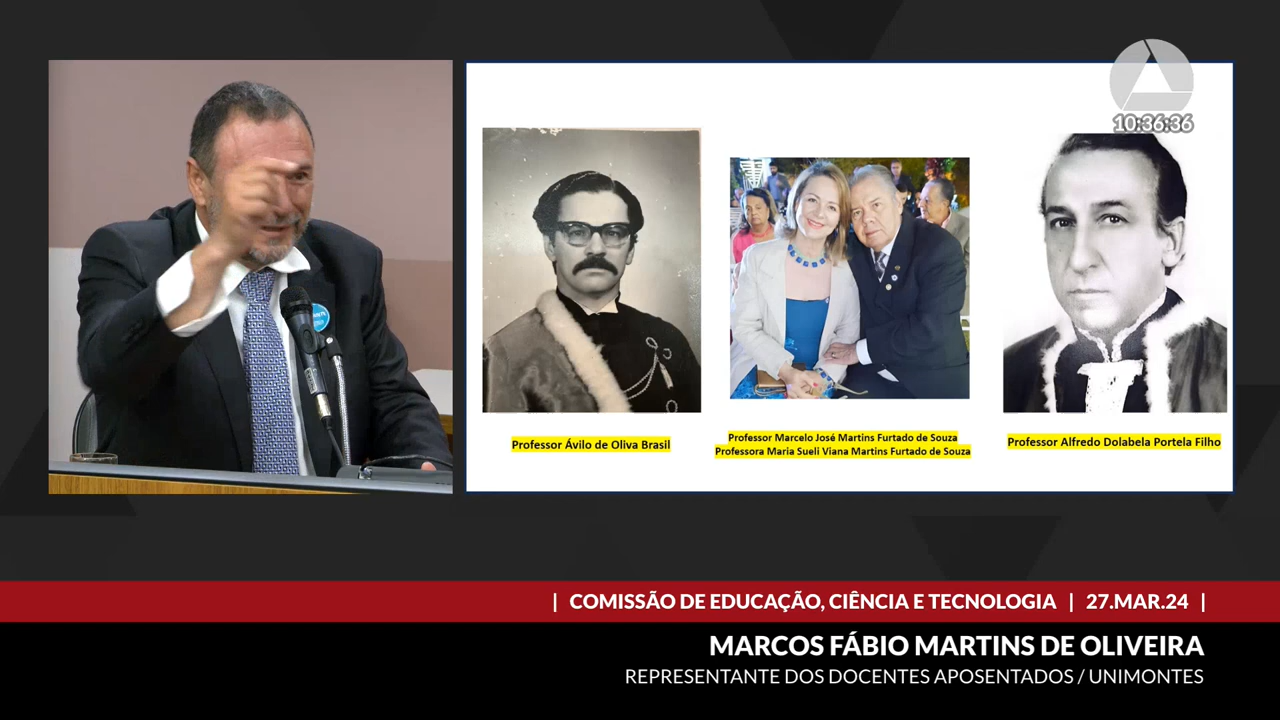 10:36:36
Professor Ávilo de Oliva Brasil
Professor Marcelo José Martins Furtado de Souza
Professora Maria Sueli Viana Martins Furtado de Souza
Professor Alfredo Dolabela Portela Filho
| COMISSÃO DE EDUCAÇÃO, CIÊNCIA E TECNOLOGIA | 27.MAR.24 |
MARCOS FÁBIO MARTINS DE OLIVEIRA
REPRESENTANTE DOS DOCENTES APOSENTADOS / UNIMONTES